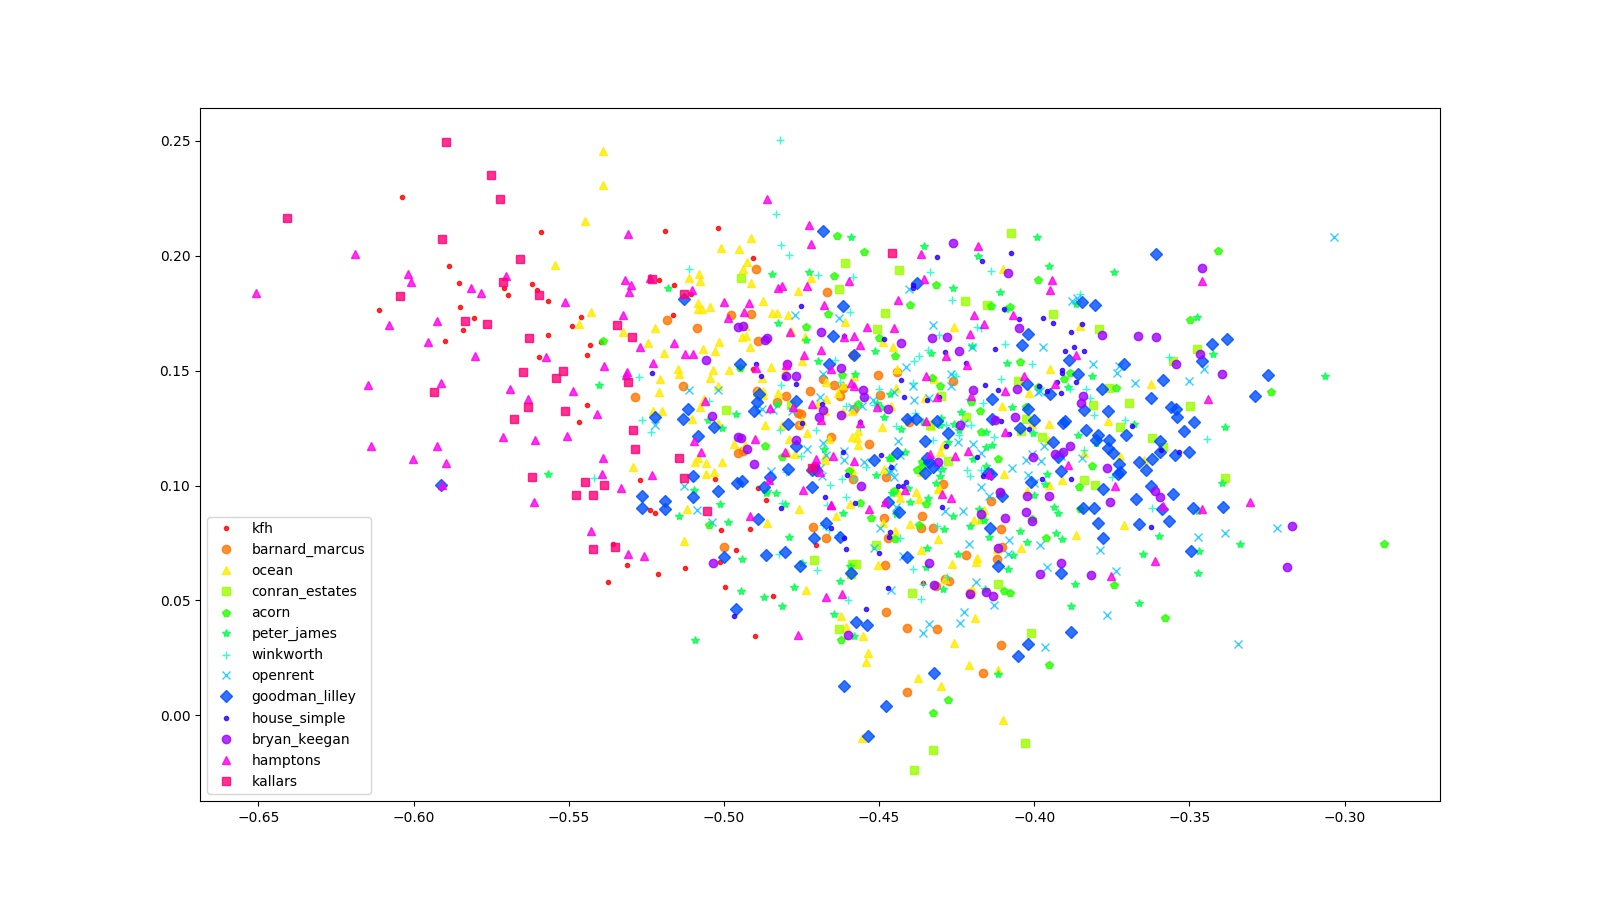 0.25
0.20
0.15
0.10
0.05
0.00
kfh
barnard_marcus
ocean
conran_estates
acorn
peter_james
winkworth
openrent
goodman_lilley
house_simple
bryan_keegan
hamptons
kallars
−0.65 −0.60 −0.55 −0.50 −0.45 −0.40 −0.35 −0.30